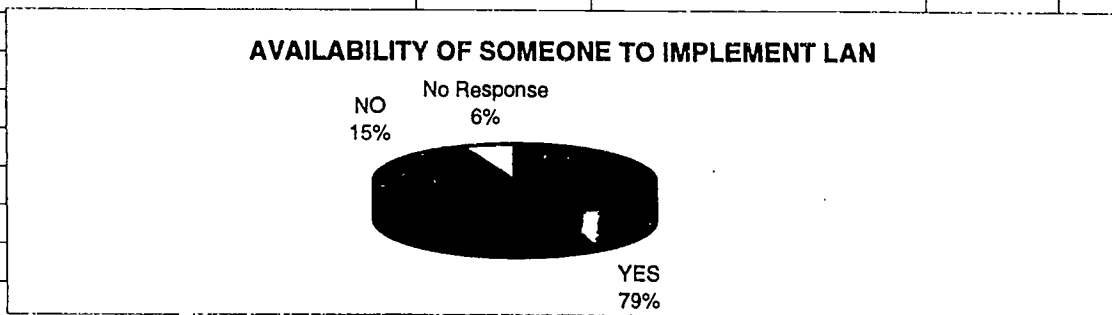 AVAILABILITY OF SOMEONE TO IMPLEMENT LAN
No Response
6%
NO
15%
YES
79%